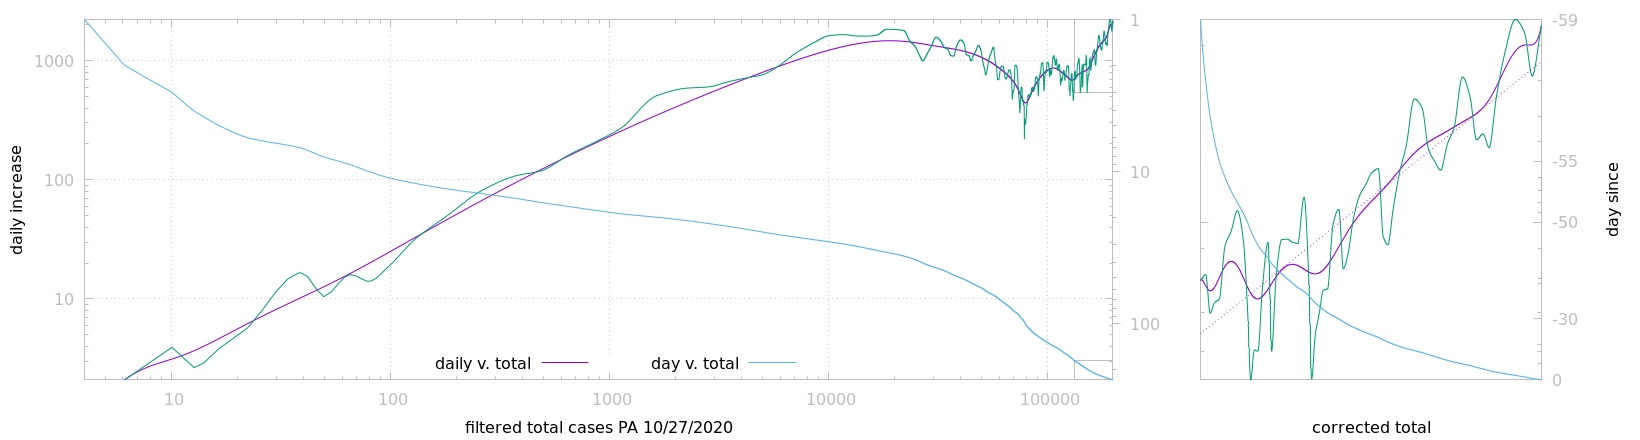 1000
100
10
daily increase
daily v. total
day v. total
10
100
1000
10000
100000
filtered total cases PA 10/27/2020
1
10
100
-59
-55
-50
-30
0
day since
corrected total